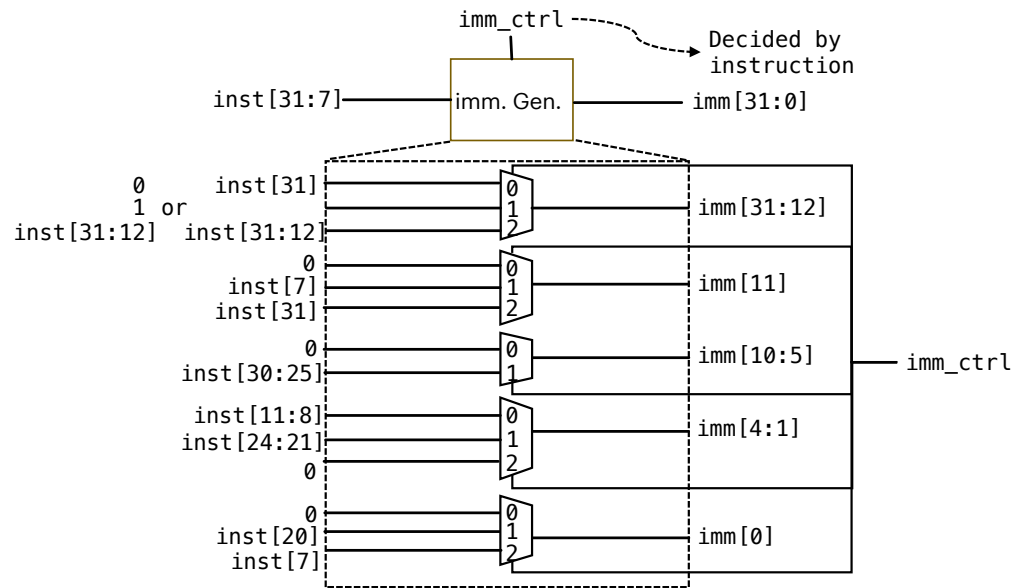 imm_ctrl
Decided by
instruction
inst[31:7]
imm. Gen.
imm[31:0]
0
1 or
inst[31:12]
inst[31]
inst[31:12]
0
1
2
imm[31:12]
0
inst[7]
inst[31]
0
1
2
imm[11]
0
inst[30:25]
0
1
imm[10:5]
imm_ctrl
inst[11:8]
inst[24:21]
0
0
1
2
imm[4:1]
0
inst[20]
inst[7]
0
1
2
imm[0]